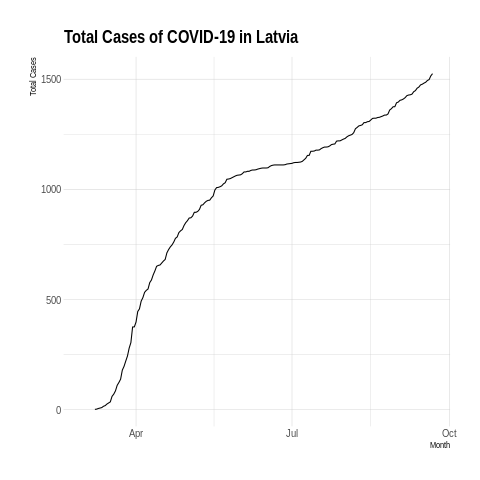 Total Cases of COVID-19 in Latvia
Total Cases
1500
1000
500
0
Apr
Jul
Oct
Month